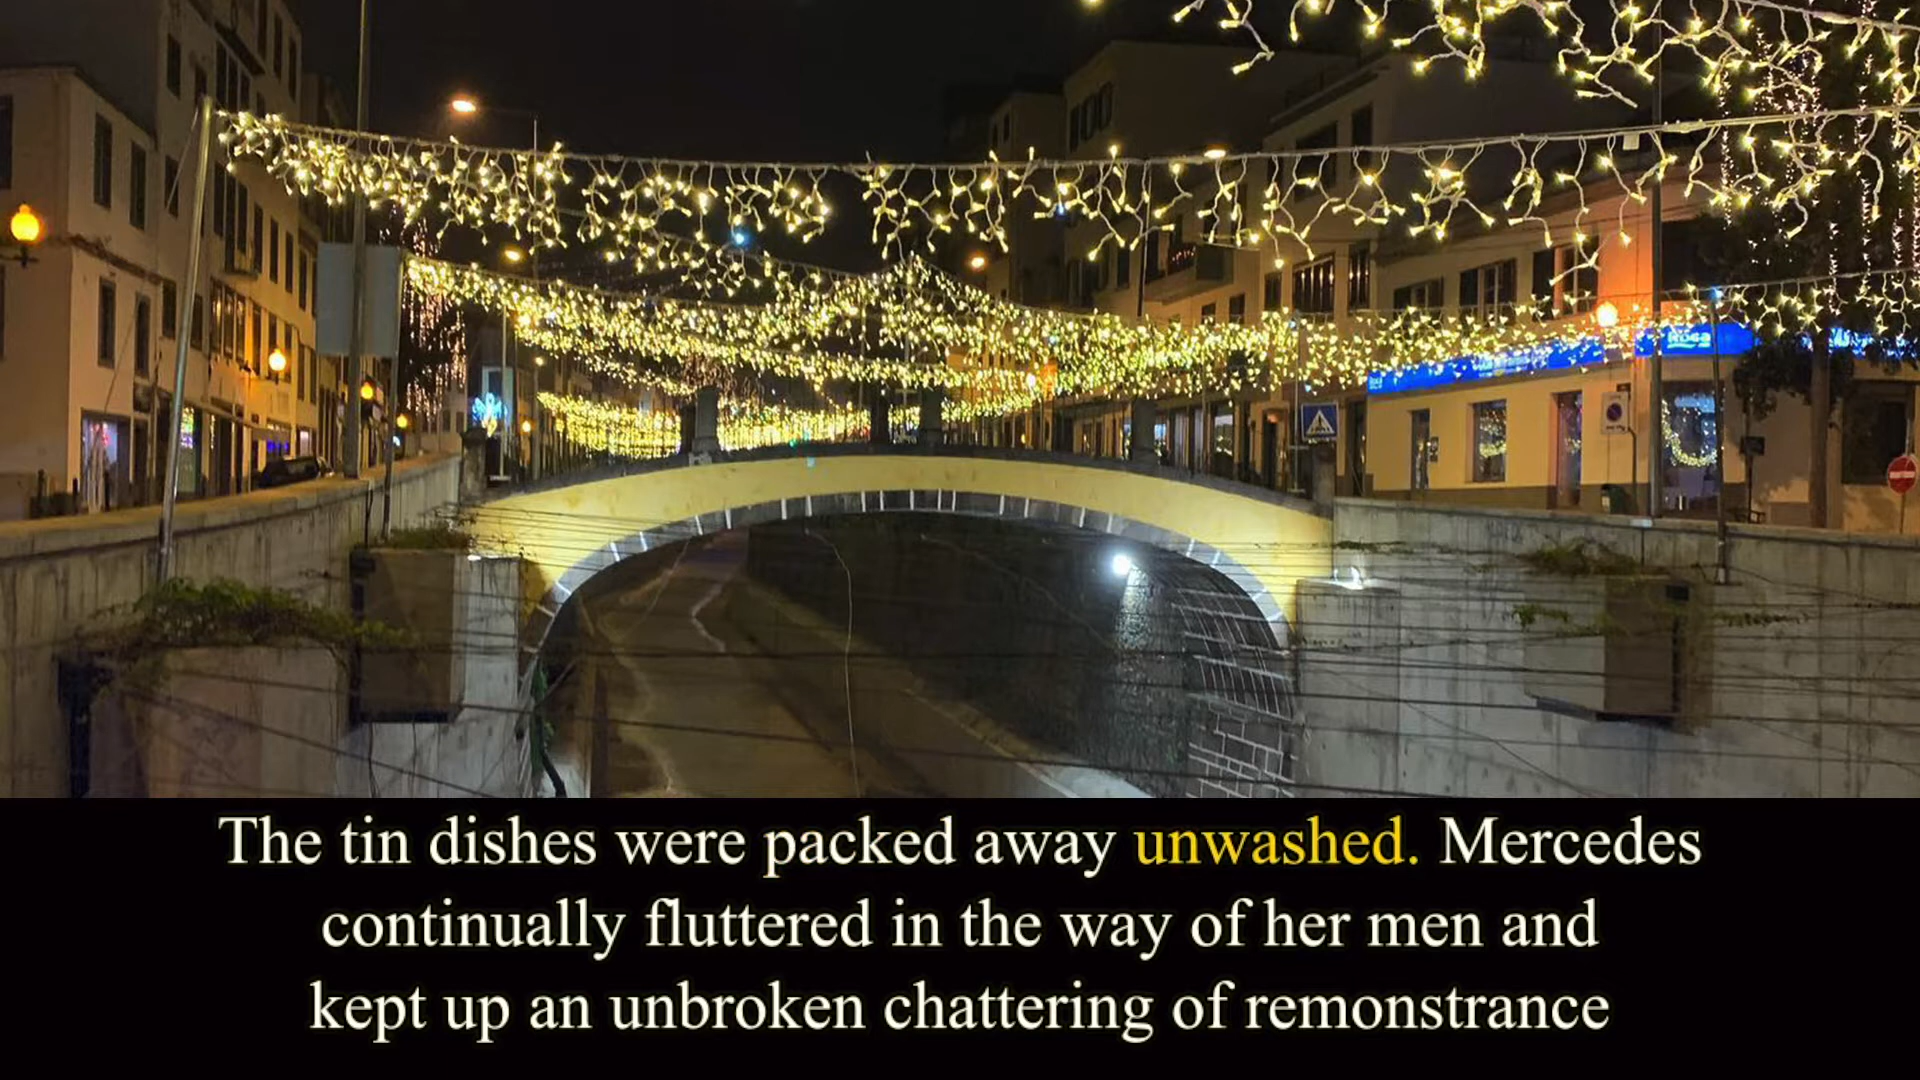 The tin dishes were packed away unwashed. Mercedes
continually fluttered in the way of her men and
kept up an unbroken chattering of remonstrance